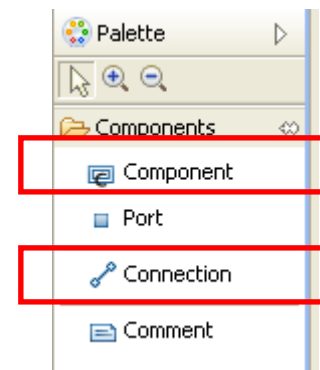 Palette
Components
Component
Port
Connection
Comment